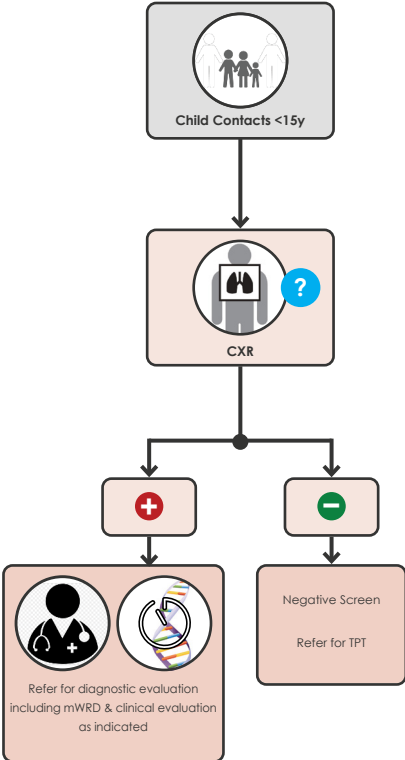 Child Contacts <15y
?
CXR
+
−
Refer for diagnostic evaluation
including mWRD & clinical evaluation
as indicated
Negative Screen
Refer for TPT